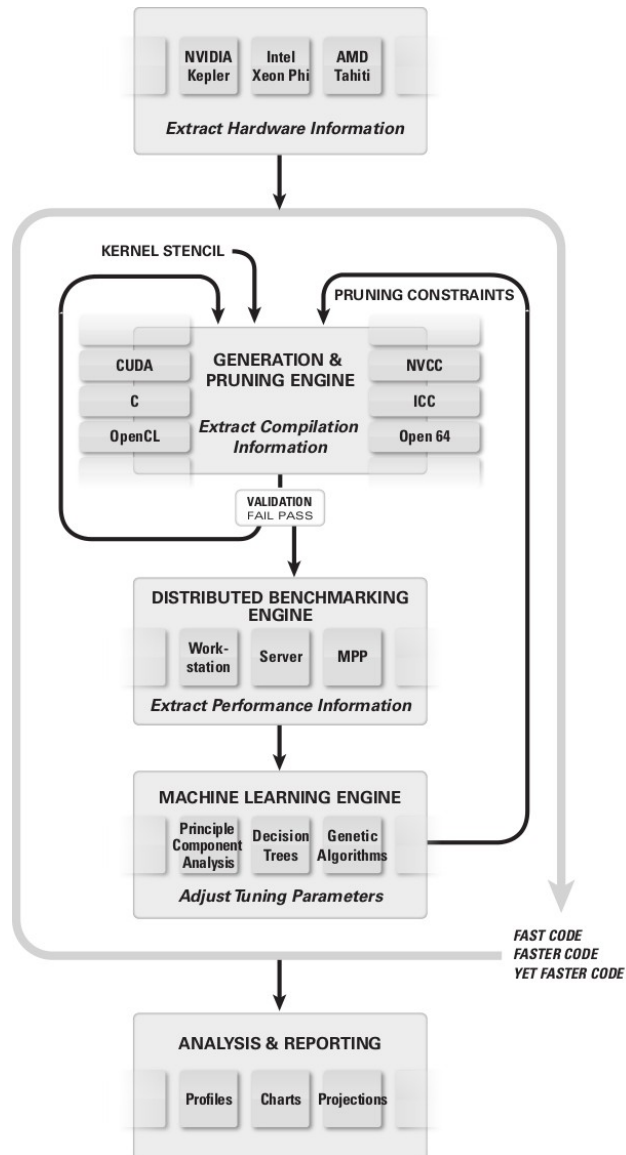 NVIDIA
Kepler
Intel
Xeon Phi
AMD
Tahiti
Extract Hardware Information
KERNEL STENCIL
PRUNING CONSTRAINTS
CUDA
C
OpenCL
GENERATION &
PRUNING ENGINE
Extract Compilation
Information
NVCC
ICC
Open 64
VALIDATION
FAIL PASS
DISTRIBUTED BENCHMARKING
ENGINE
Work-
station
Server
MPP
Extract Performance Information
MACHINE LEARNING ENGINE
Principle
Component
Analysis
Decision
Trees
Genetic
Algorithms
Adjust Tuning Parameters
FAST CODE
FASTER CODE
YET FASTER CODE
ANALYSIS & REPORTING
Profiles
Charts
Projections